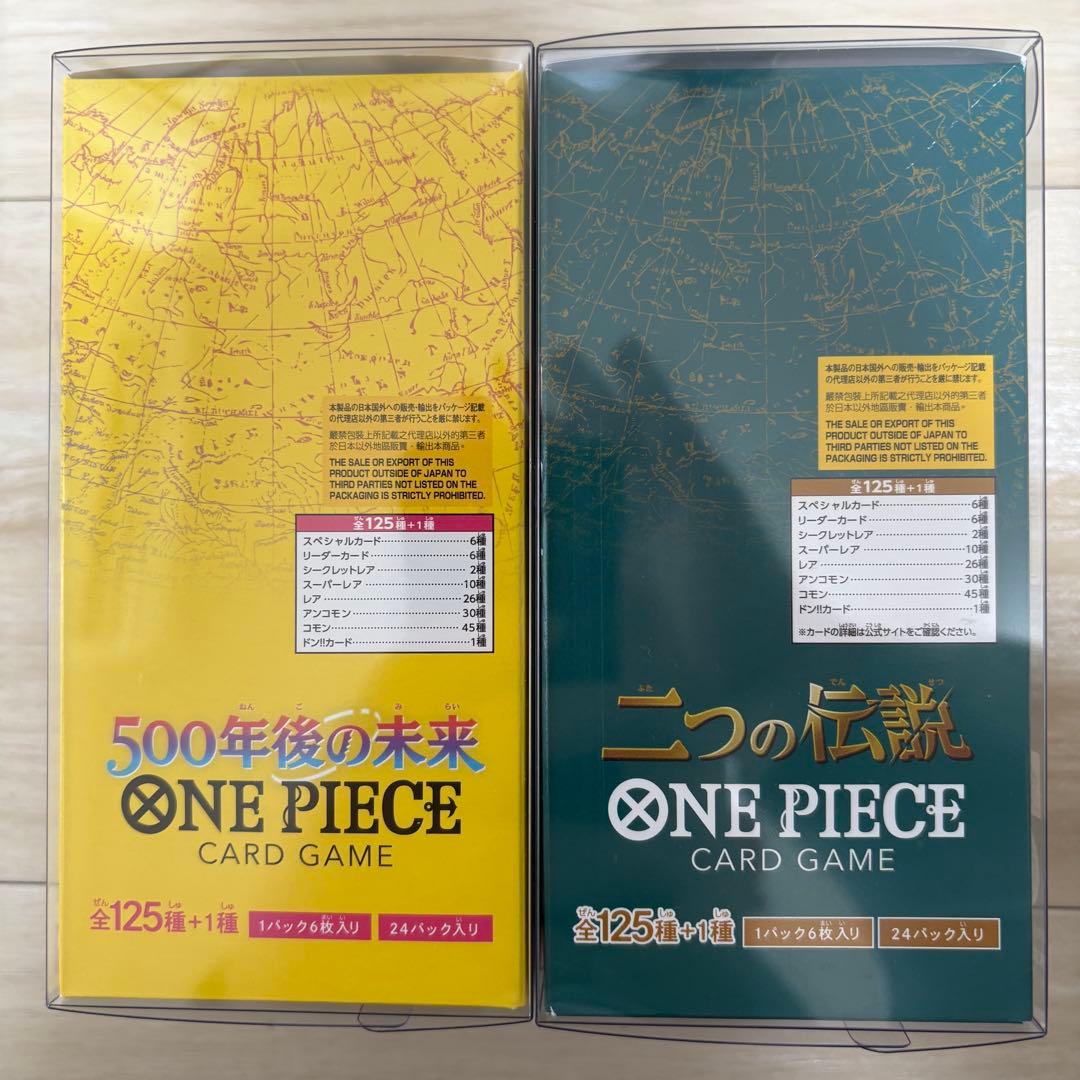 本製品の日本国外への販売・輸出をパッケージ記載
の代理店以外の第三者が行うことを厳に禁じます。
嚴禁包裝上所記載之代理店以外的第三者
於日本以外地區販賣・輸出本商品。
THE SALE OR EXPORT OF THIS
PRODUCT OUTSIDE OF JAPAN TO
THIRD PARTIES NOT LISTED ON THE
PACKAGING IS STRICTLY PROHIBITED.
全125種+1種
スペシャルカード 6種
リーダーカード 6種
シークレットレア 2種
スーパーレア 10種
レア 26種
アンコモン 30種
コモン 45種
ドン!!カード 1種
500年後の未来
ONE PIECE
CARD GAME
全125種+1種 1パック6枚入り 24パック入り
本製品の日本国外への販売・輸出をパッケージ記載
の代理店以外の第三者が行うことを厳に禁じます。
嚴禁包裝上所記載之代理店以外的第三者
於日本以外地區販賣・輸出本商品。
THE SALE OR EXPORT OF THIS
PRODUCT OUTSIDE OF JAPAN TO
THIRD PARTIES NOT LISTED ON THE
PACKAGING IS STRICTLY PROHIBITED.
全125種+1種
スペシャルカード 6種
リーダーカード 6種
シークレットレア 2種
スーパーレア 10種
レア 26種
アンコモン 30種
コモン 45種
ドン!!カード 1種
※カードの詳細は公式サイトをご確認ください。
二つの伝説
ONE PIECE
CARD GAME
全125種+1種 1パック6枚入り 24パック入り